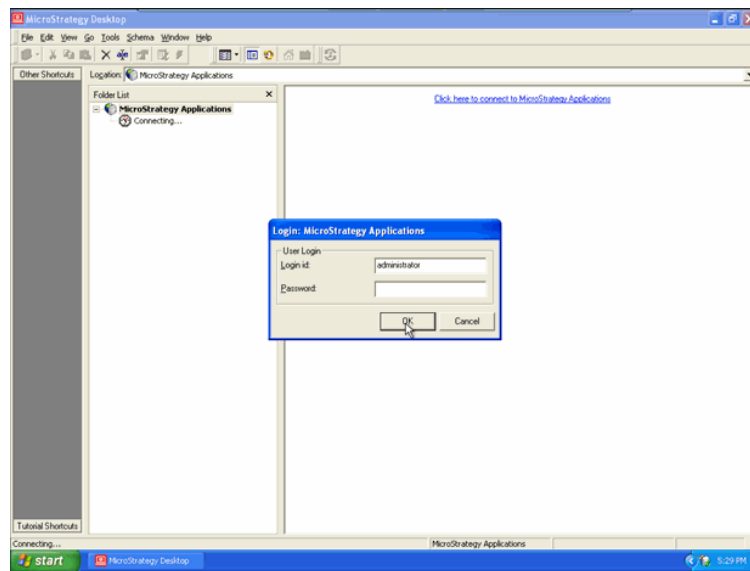 MicroStrategy Desktop
File Edit View Go Tools Schema Window Help
Other Shortcuts
Location: MicroStrategy Applications
Folder List
MicroStrategy Applications
Connecting...
Click here to connect to MicroStrategy Applications
Login: MicroStrategy Applications
User Login
Login id: administrator
Password:
OK Cancel
Tutorial Shortcuts
Connecting... MicroStrategy Applications
start MicroStrategy Desktop 5:29 PM